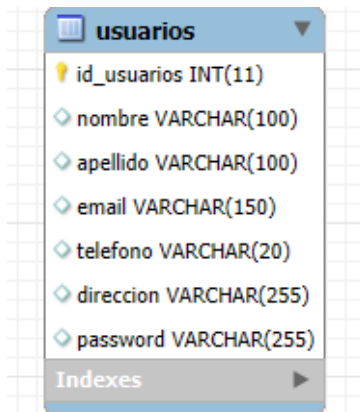 usuarios
id_usuarios INT(11)
nombre VARCHAR(100)
apellido VARCHAR(100)
email VARCHAR(150)
telefono VARCHAR(20)
direccion VARCHAR(255)
password VARCHAR(255)
Indexes